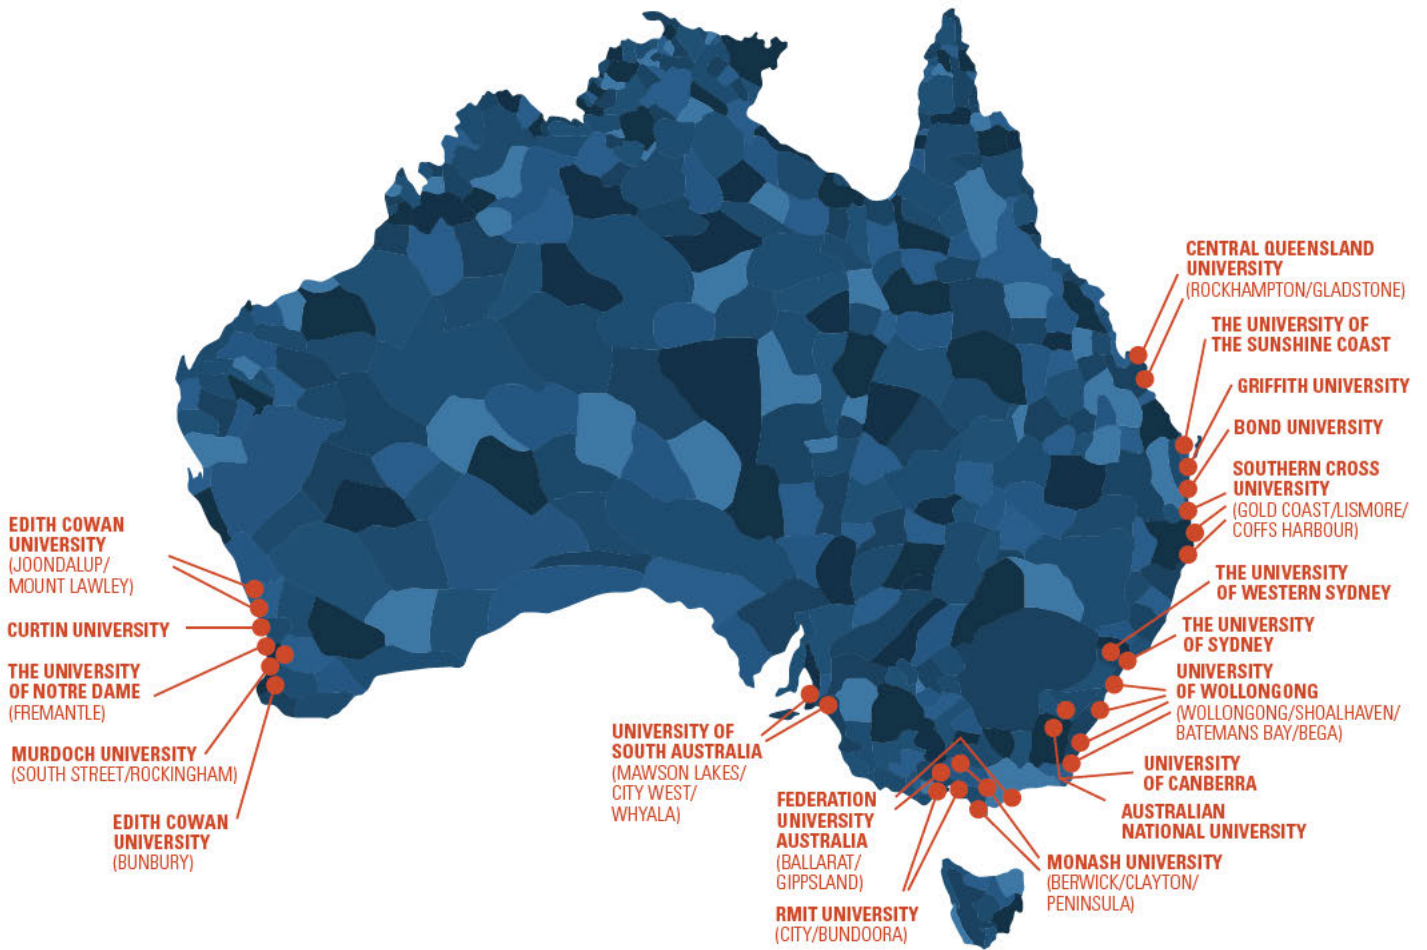 CENTRAL QUEENSLAND
UNIVERSITY
(ROCKHAMPTON/GLADSTONE)
THE UNIVERSITY OF
THE SUNSHINE COAST
GRIFFITH UNIVERSITY
BOND UNIVERSITY
SOUTHERN CROSS
UNIVERSITY
(GOLD COAST/LISMORE/
COFFS HARBOUR)
THE UNIVERSITY
OF WESTERN SYDNEY
THE UNIVERSITY
OF SYDNEY
UNIVERSITY
OF WOLLONGONG
(WOLLONGONG/SHOALHAVEN/
BATEMANS BAY/BEGA)
UNIVERSITY
OF CANBERRA
AUSTRALIAN
NATIONAL UNIVERSITY
MONASH UNIVERSITY
(BERWICK/CLAYTON/
PENINSULA)
EDITH COWAN
UNIVERSITY
(JOONDALUP/
MOUNT LAWLEY)
CURTIN UNIVERSITY
THE UNIVERSITY
OF NOTRE DAME
(FREMANTLE)
MURDOCH UNIVERSITY
(SOUTH STREET/ROCKINGHAM)
EDITH COWAN
UNIVERSITY
(BUNBURY)
UNIVERSITY OF
SOUTH AUSTRALIA
(MAWSON LAKES/
CITY WEST/
WHYALA)
FEDERATION
UNIVERSITY
AUSTRALIA
(BALLARAT/
GIPPSLAND)
RMIT UNIVERSITY
(CITY/BUNDOORA)